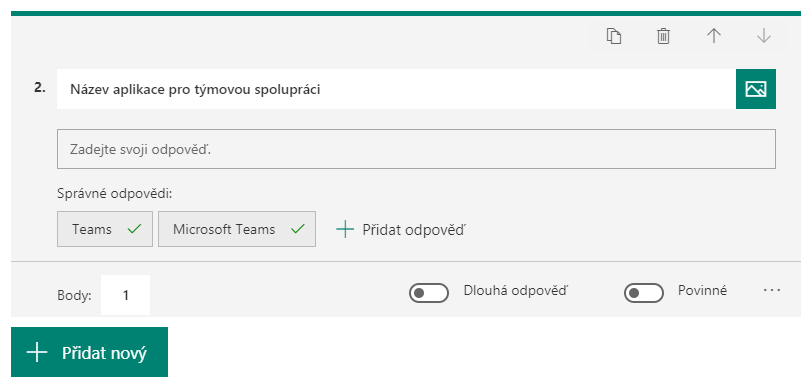 2. Název aplikace pro týmovou spolupráci
Zadejte svoji odpověď.
Správné odpovědi:
Teams Microsoft Teams Přidat odpověď
Body: 1 Dlouhá odpověď Povinné ...
Přidat nový